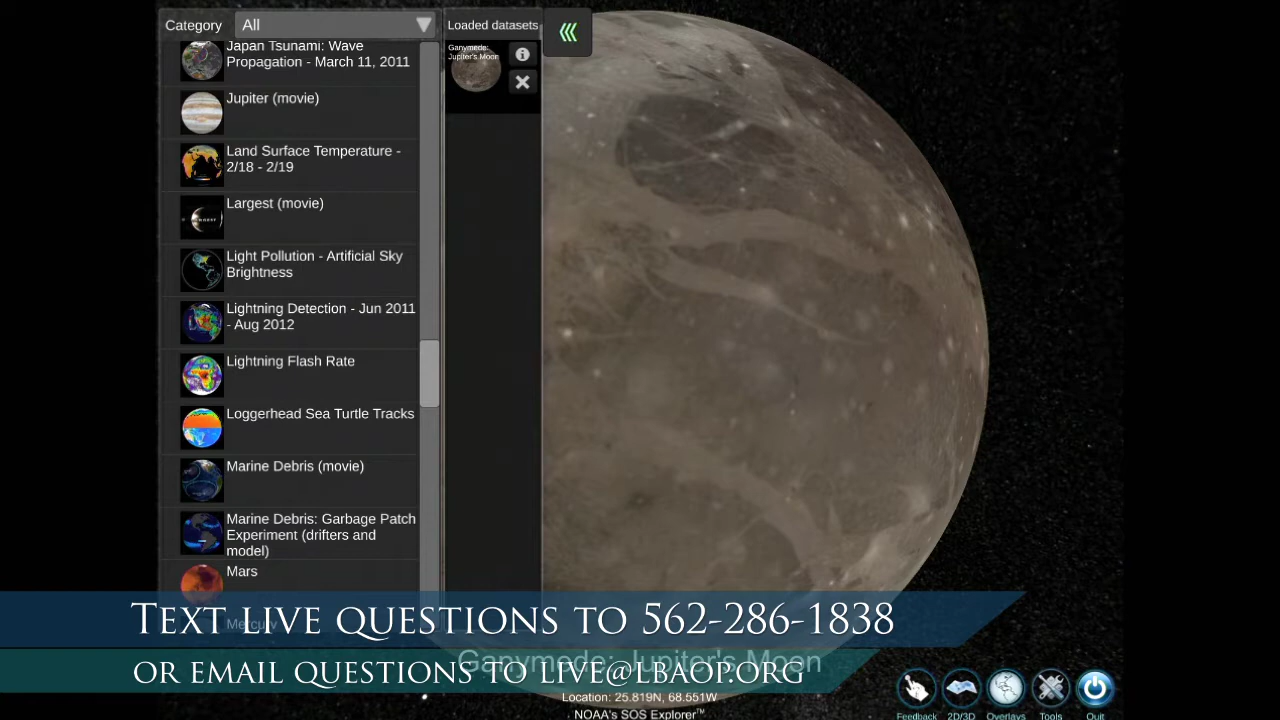 Category
All
Loaded datasets
Japan Tsunami: Wave
Propagation - March 11, 2011
Jupiter (movie)
Land Surface Temperature -
2/18 - 2/19
Largest (movie)
Light Pollution - Artificial Sky
Brightness
Lightning Detection - Jun 2011
- Aug 2012
Lightning Flash Rate
Loggerhead Sea Turtle Tracks
Marine Debris (movie)
Marine Debris: Garbage Patch
Experiment (drifters and
model)
Mars
Mercury
Ganymede:
Jupiter's Moon
Text live questions to 562-286-1838
or email questions to live@lbaop.org
Ganymede: Jupiter's Moon
Location: 25.819N, 68.551W
NOAA's SOS Explorer™
Feedback
2D/3D
Overlays
Tools
Quit